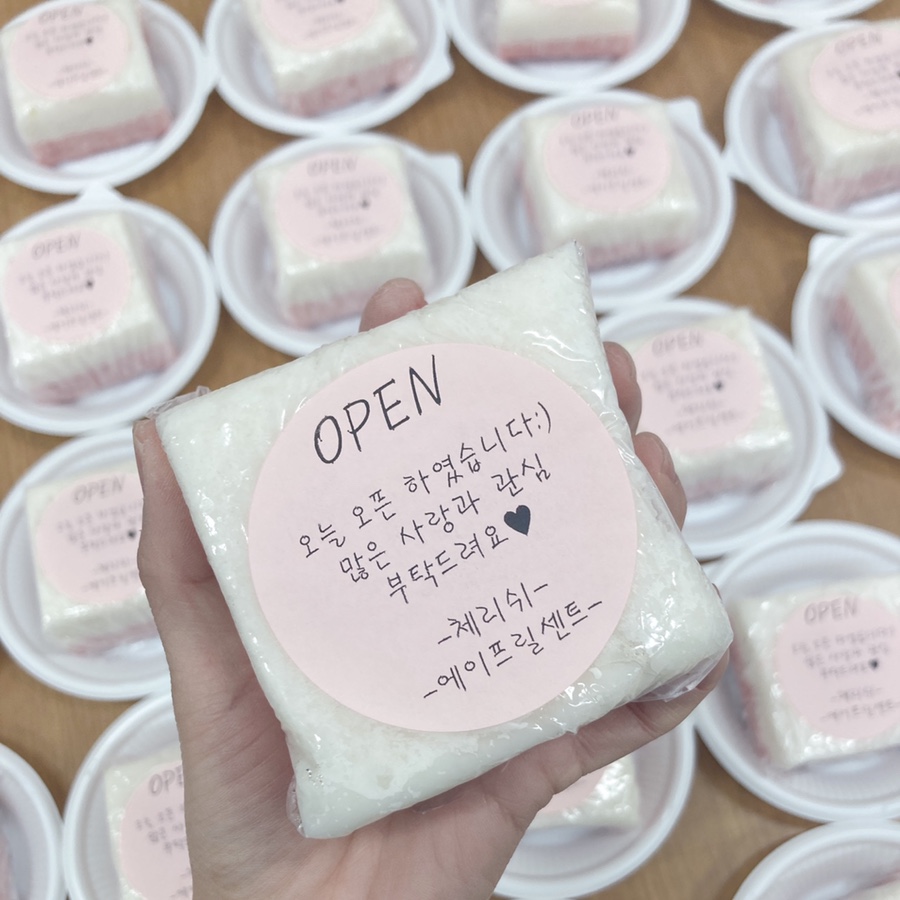 OPEN
오늘 오픈 하였습니다:)
많은 사랑과 관심
부탁드려요♥
-체리쉬-
-에이프릴센트-